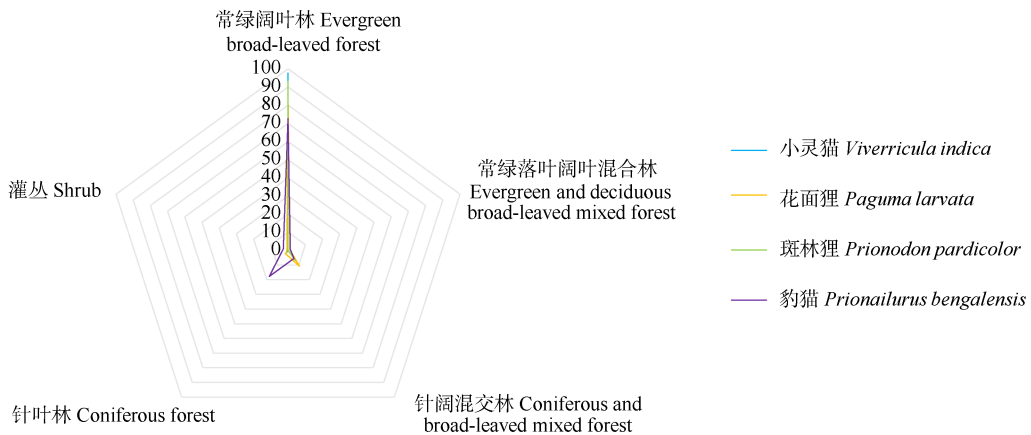 常绿阔叶林 Evergreen
broad-leaved forest
100
90
80
70
60
50
40
30
20
10
0
常绿落叶阔叶混合林
Evergreen and deciduous
broad-leaved mixed forest
针阔混交林 Coniferous and
broad-leaved mixed forest
针叶林 Coniferous forest
灌丛 Shrub
小灵猫 Viverricula indica
花面狸 Paguma larvata
斑林狸 Prionodon pardicolor
豹猫 Prionailurus bengalensis